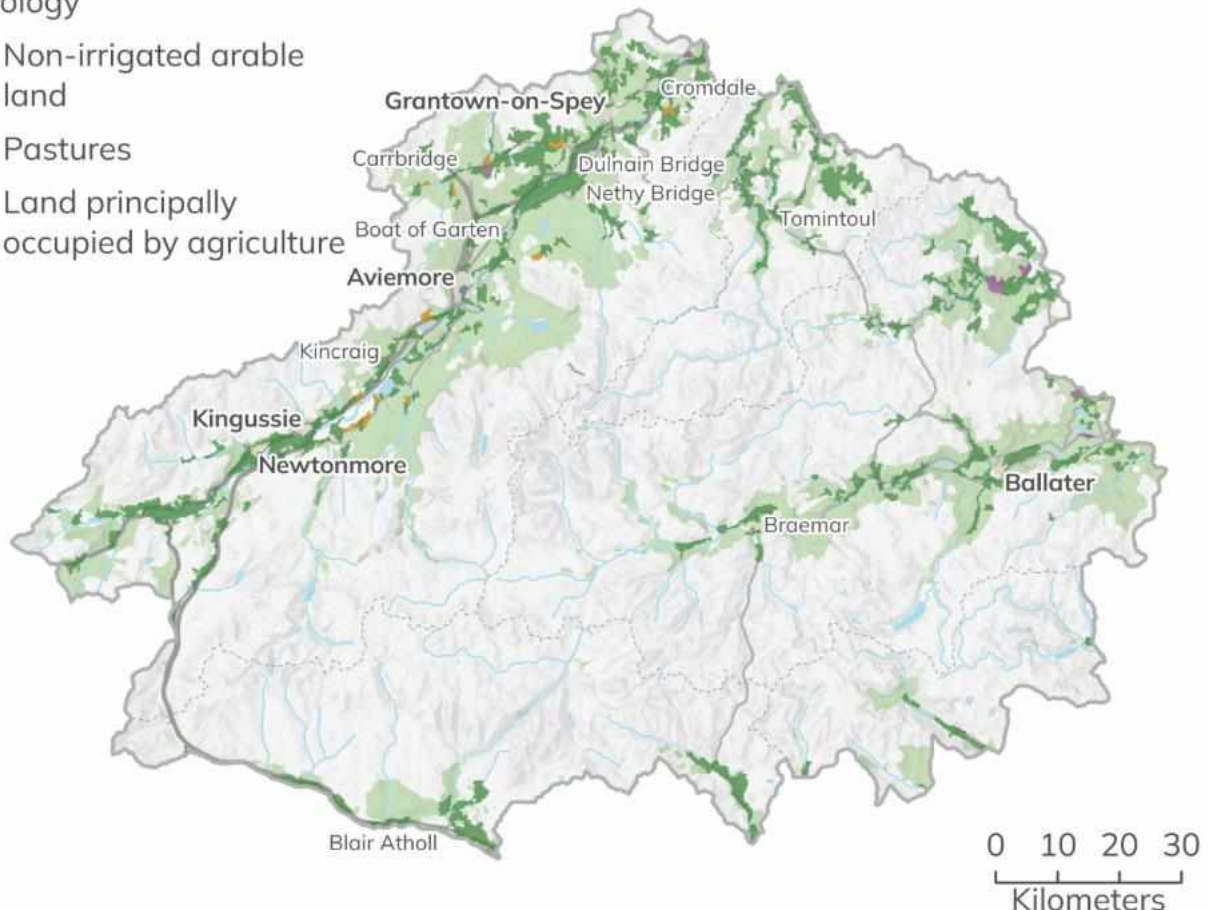 ology
Non-irrigated arable
land
Pastures
Land principally
occupied by agriculture
Cromdale
Grantown-on-Spey
Carrbridge
Dulnain Bridge
Nethy Bridge
Tomintoul
Boat of Garten
Aviemore
Kincraig
Kingussie
Newtonmore
Ballater
Braemar
Blair Atholl
0 10 20 30
Kilometers